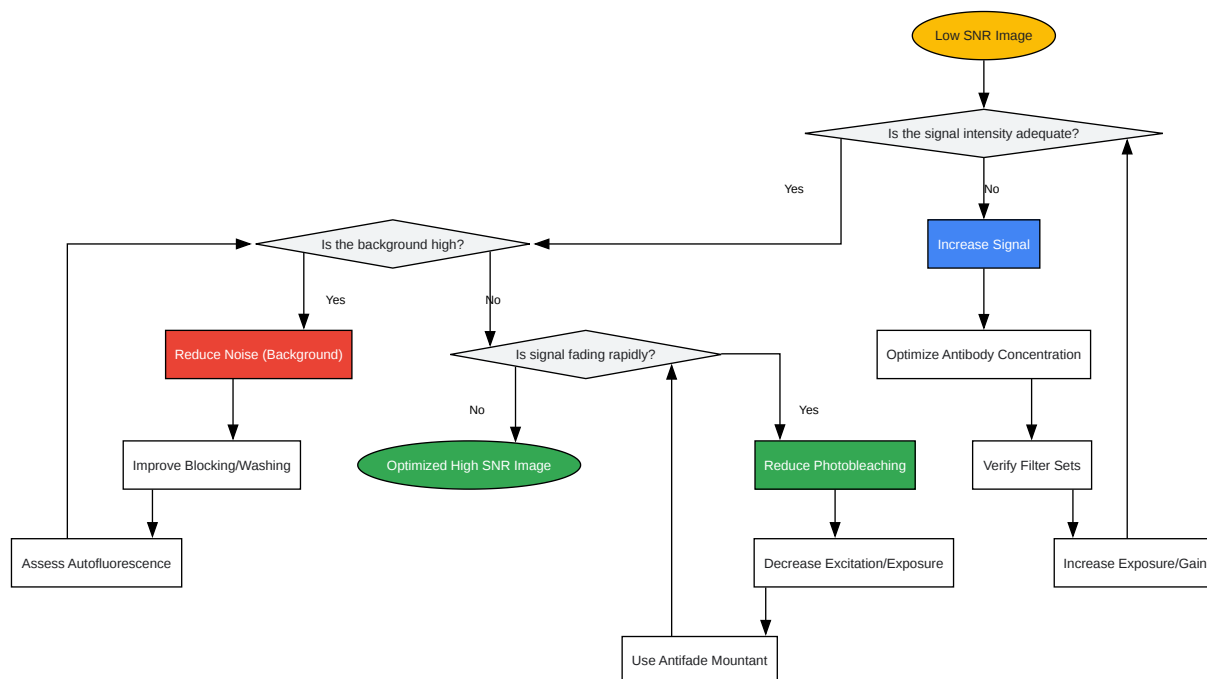 Low SNR Image
Is the signal intensity adequate?
Yes
No
Is the background high?
Increase Signal
Yes
No
Reduce Noise (Background)
Is signal fading rapidly?
Optimize Antibody Concentration
No
Yes
Improve Blocking/Washing
Optimized High SNR Image
Reduce Photobleaching
Verify Filter Sets
Assess Autofluorescence
Decrease Excitation/Exposure
Increase Exposure/Gain
Use Antifade Mountant